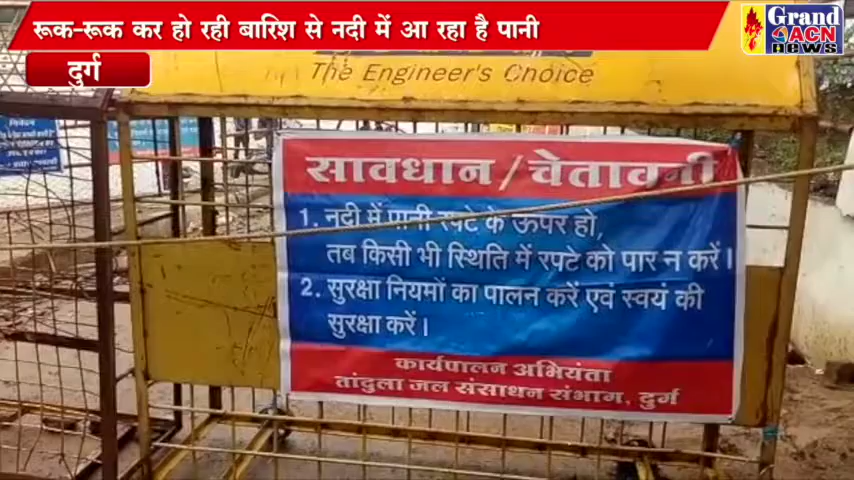 रूक-रूक कर हो रही बारिश से नदी में आ रहा है पानी
Grand
ACN
NEWS
दुर्ग
The Engineer's Choice
सावधान / चेतावनी
1. नदी में पानी रपटे के ऊपर हो,
तब किसी भी स्थिति में रपटे को पार न करें।
2. सुरक्षा नियमों का पालन करें एवं स्वयं की
सुरक्षा करें।
कार्यपालन अभियंता
तांदुला जल संसाधन संभाग, दुर्ग